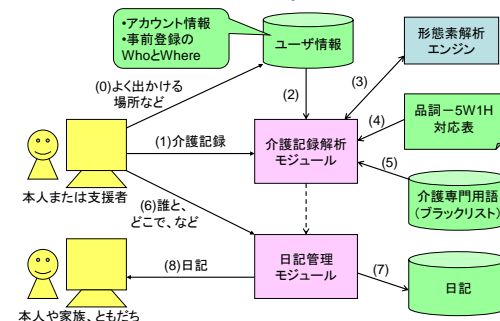 •アカウント情報
•事前登録の
WhoとWhere
ユーザ情報
形態素解析
エンジン
(0)よく出かける
場所など
(2)
(3)
(4)
品詞－5W1H
対応表
(1)介護記録
介護記録解析
モジュール
(5)
介護専門用語
(ブラックリスト)
本人または支援者
(6)誰と、
どこで、など
日記管理
モジュール
(8)日記
(7)
日記
本人や家族、ともだち